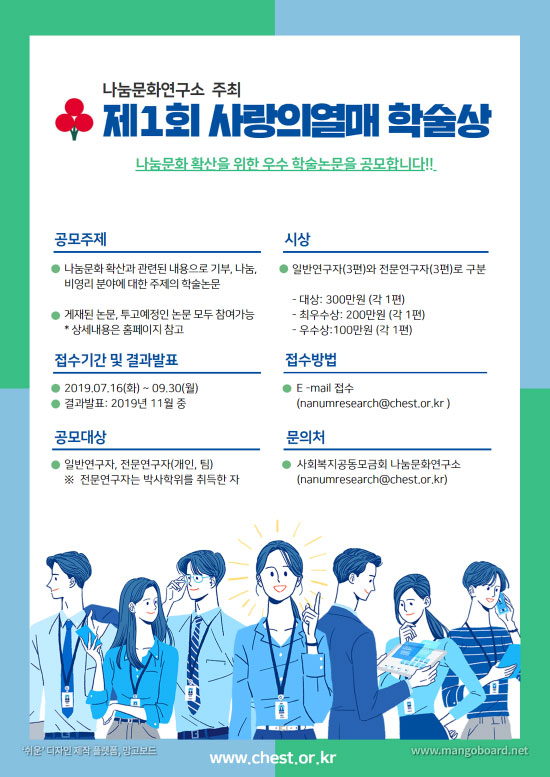 나눔문화연구소 주최
제1회 사랑의열매 학술상
나눔문화 확산을 위한 우수 학술논문을 공모합니다!!
공모주제
나눔문화 확산과 관련된 내용으로 기부, 나눔,
비영리 분야에 대한 주제의 학술논문
게재된 논문, 투고예정인 논문 모두 참여가능
* 상세내용은 홈페이지 참고
시상
일반연구자(3편)와 전문연구자(3편)로 구분
- 대상: 300만원 (각 1편)
- 최우수상: 200만원 (각 1편)
- 우수상:100만원 (각 1편)
접수기간 및 결과발표
2019.07.16(화) ~ 09.30(월)
결과발표: 2019년 11월 중
접수방법
E -mail 접수
(nanumresearch@chest.or.kr )
공모대상
일반연구자, 전문연구자(개인, 팀)
※ 전문연구자는 박사학위를 취득한 자
문의처
사회복지공동모금회 나눔문화연구소
(nanumresearch@chest.or.kr)
'쉬운' 디자인 제작 플랫폼, 망고보드
www.chest.or.kr
www.mangoboard.net